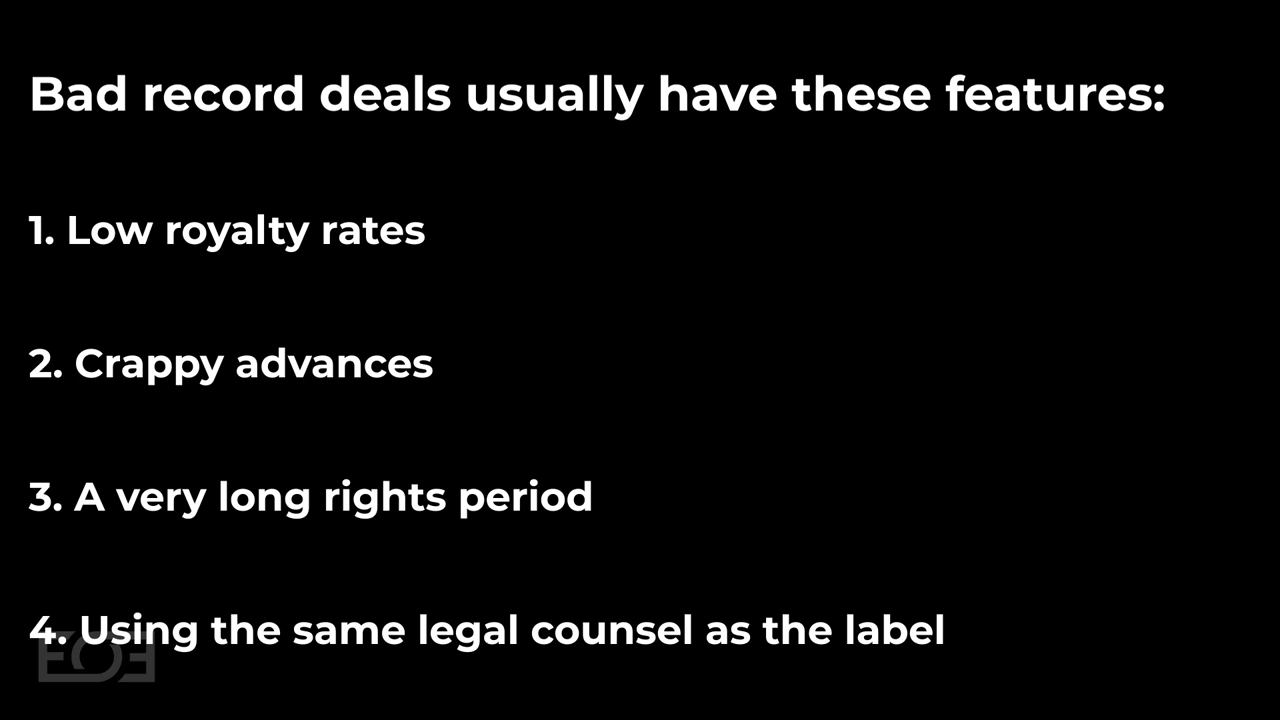 Bad record deals usually have these features:
1. Low royalty rates
2. Crappy advances
3. A very long rights period
4. Using the same legal counsel as the label